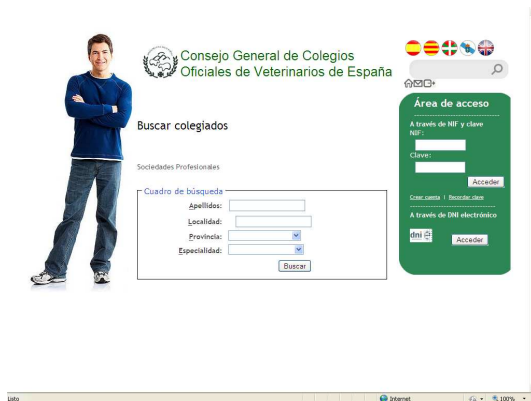 Consejo General de Colegios
Oficiales de Veterinarios de España
Buscar colegiados
Sociedades Profesionales
Cuadro de búsqueda
Apellidos:
Localidad:
Provincia:
Especialidad:
Buscar
Área de acceso
A través de NIF y clave
NIF:
Clave:
Acceder
Crear cuenta | Recordar clave
A través de DNI electrónico
dni e
Acceder
Listo
Internet
100%